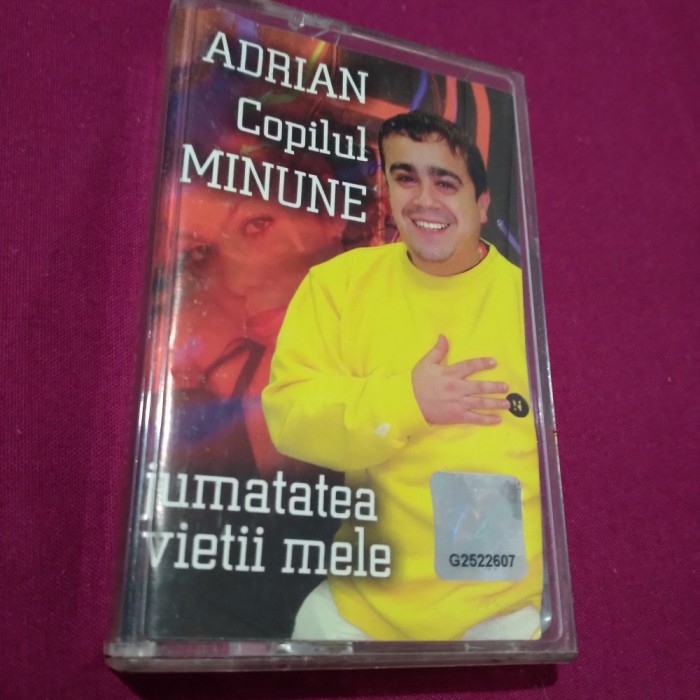 ADRIAN
Copilul
MINUNE
jumatatea
vietii mele
G2522607